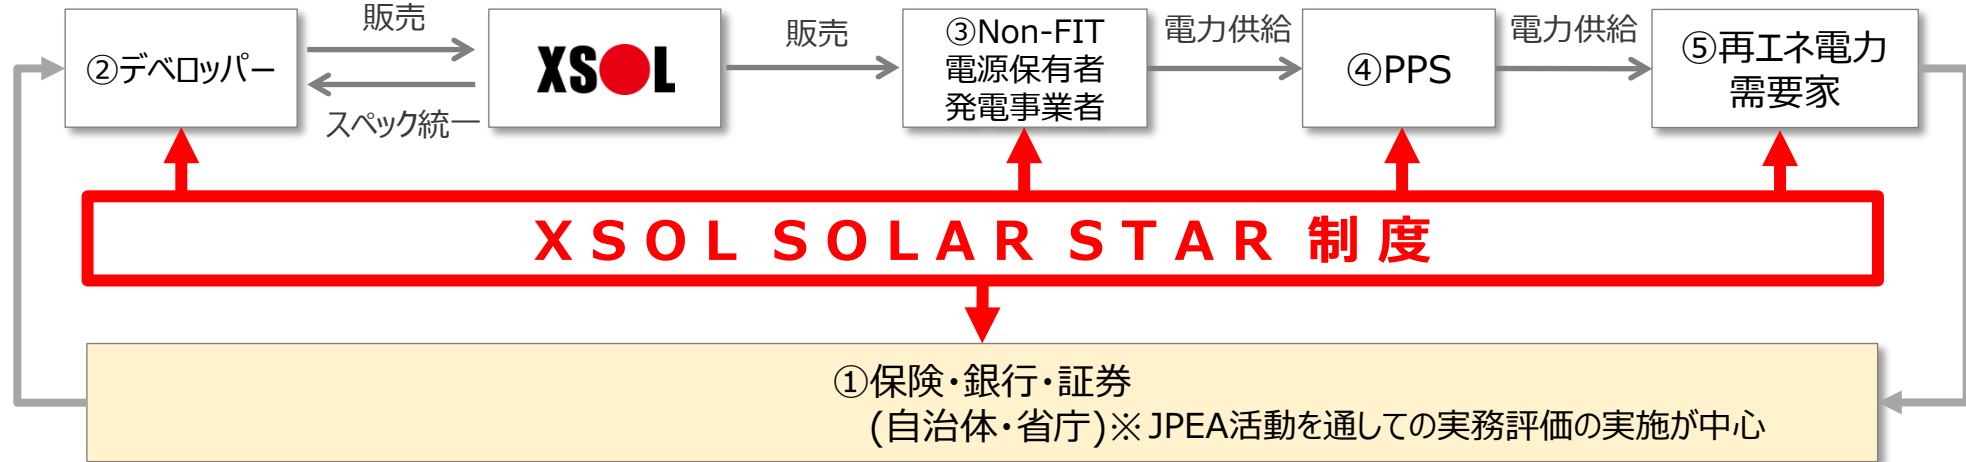 販売
②デベロッパー
スペック統一
XSOL
販売
③Non-FIT
電源保有者
発電事業者
電力供給
④PPS
電力供給
⑤再エネ電力
需要家
XSOL SOLAR STAR 制度
①保険・銀行・証券
(自治体・省庁)※JPEA活動を通しての実務評価の実施が中心